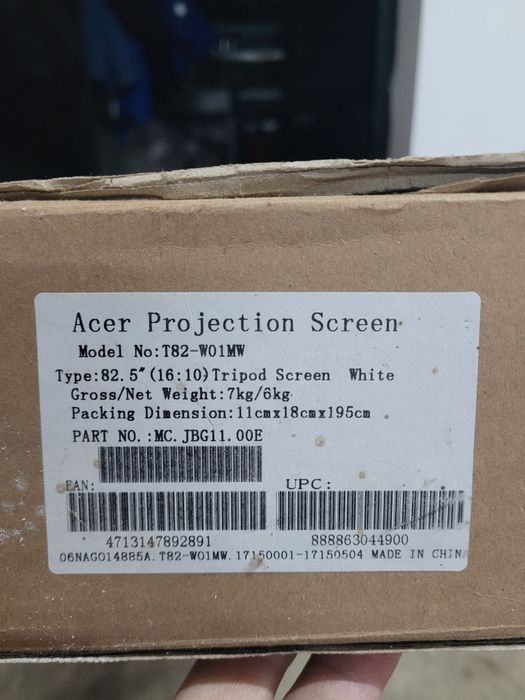 Acer Projection Screen
Model No:T82-W01MW
Type:82.5"(16:10)Tripod Screen White
Gross/Net Weight:7kg/6kg
Packing Dimension:11cmx18cmx195cm
PART NO.:MC.JBG11.00E
EAN: UPC:
4713147892891 888863044900
06NAG014885A.T82-W01MW.17150001-17150504 MADE IN CHINA